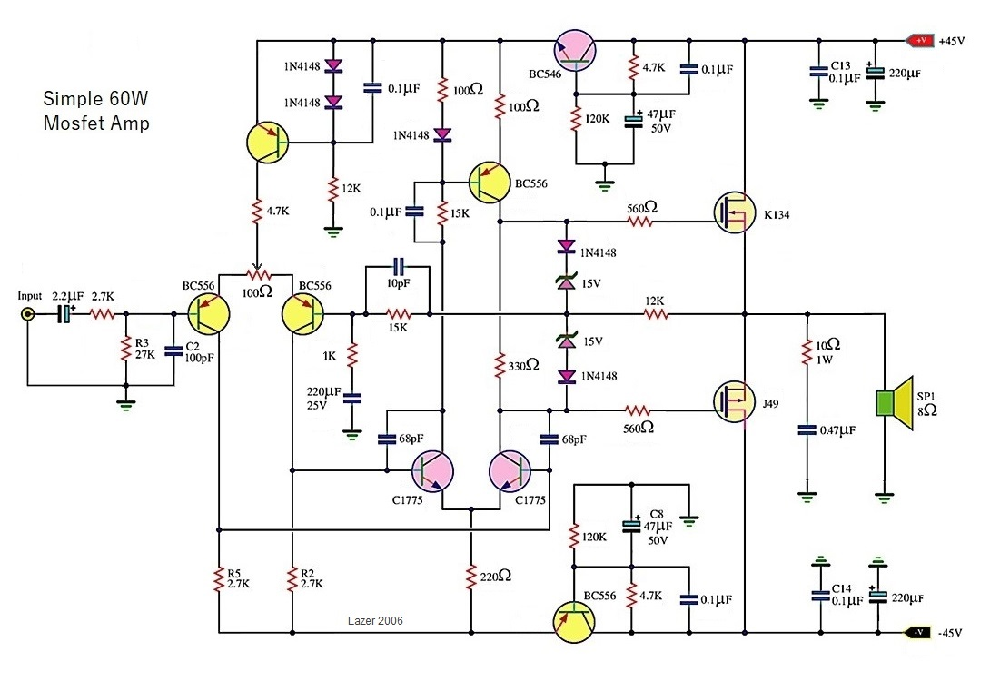 Simple 60W
Mosfet Amp
+V
+45V
1N4148
1N4148
0.1µF
100Ω
1N4148
100Ω
BC546
4.7K
0.1µF
120K
47µF
50V
C13
0.1µF
220µF
12K
4.7K
BC556
0.1µF
15K
560Ω
K134
1N4148
15V
Input
2.2µF
2.7K
BC556
100Ω
BC556
10pF
15K
12K
R3
27K
C2
100pF
1K
220µF
25V
15V
330Ω
1N4148
560Ω
J49
10Ω
1W
0.47µF
SP1
8Ω
68pF
68pF
C1775
C1775
120K
C8
47µF
50V
R5
2.7K
R2
2.7K
220Ω
BC556
4.7K
0.1µF
C14
0.1µF
220µF
Lazer 2006
-V
-45V